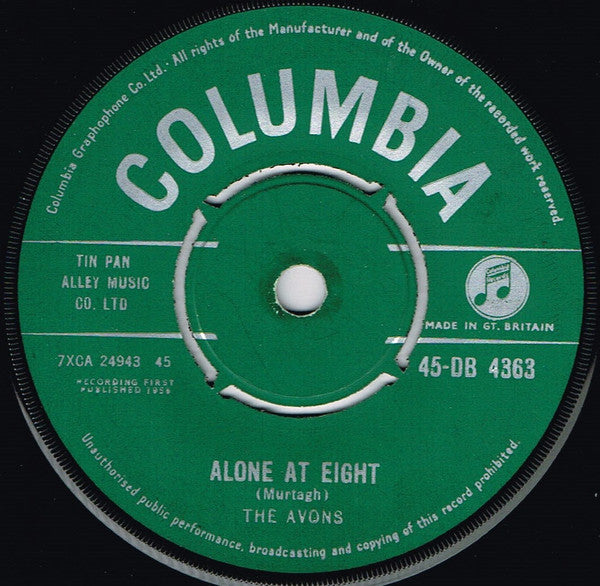 Columbia Graphophone Co. Ltd. · All rights of the Manufacturer and of the Owner of the recorded work reserved.
COLUMBIA
TIN PAN
ALLEY MUSIC
CO. LTD
Columbia
Records
MADE IN GT. BRITAIN
7XCA 24943 45
45-DB 4363
RECORDING FIRST
PUBLISHED
ALONE AT EIGHT
(Murtagh)
THE AVONS
Unauthorised public performance, broadcasting and copying of this record prohibited.